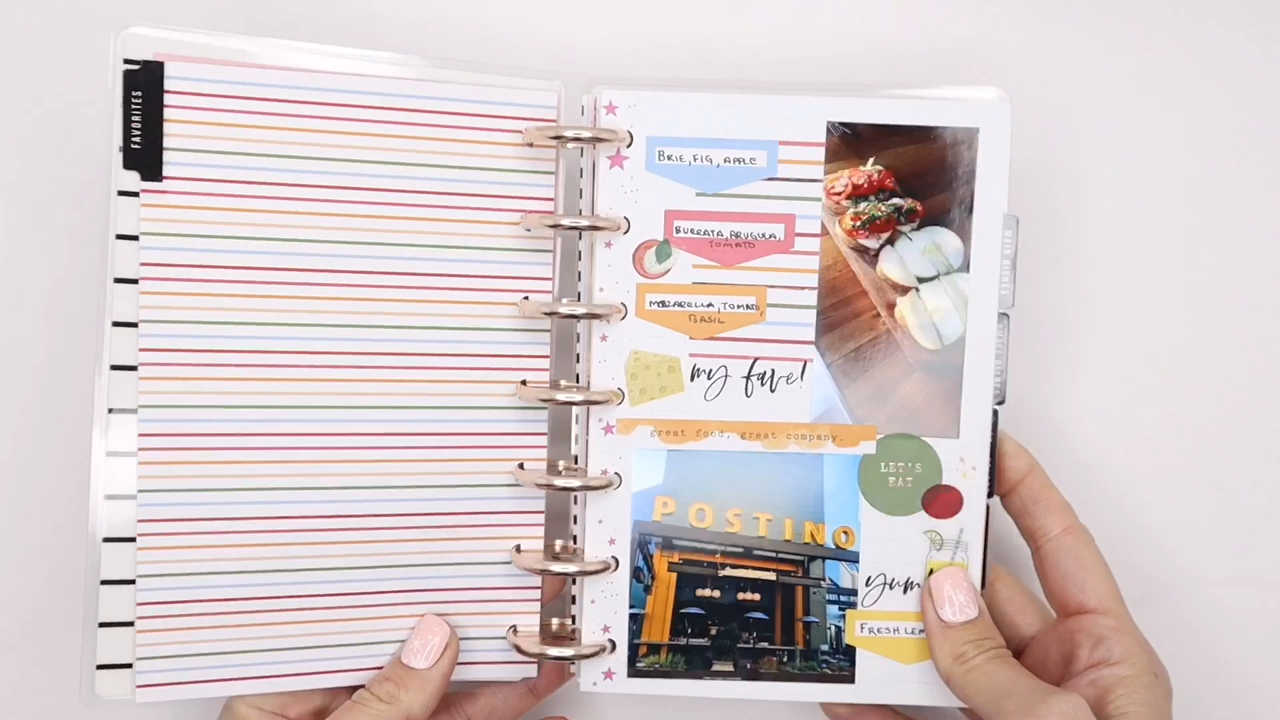 FAVORITES
BRIE, FIG, APPLE
BURRATA, ARUGULA,
TOMATO
MOZARELLA, TOMATO,
BASIL
my fave!
great food, great company.
LET'S
EAT
POSTINO
yum
FRESH LEM